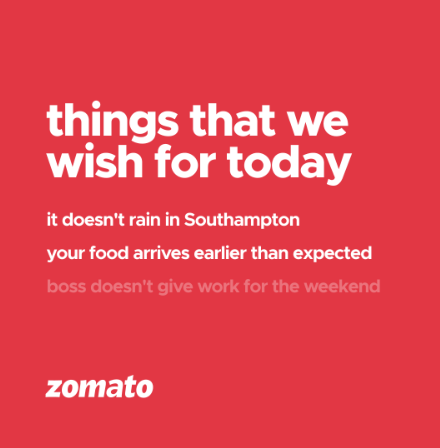 things that we
wish for today
it doesn't rain in Southampton
your food arrives earlier than expected
boss doesn't give work for the weekend
zomato